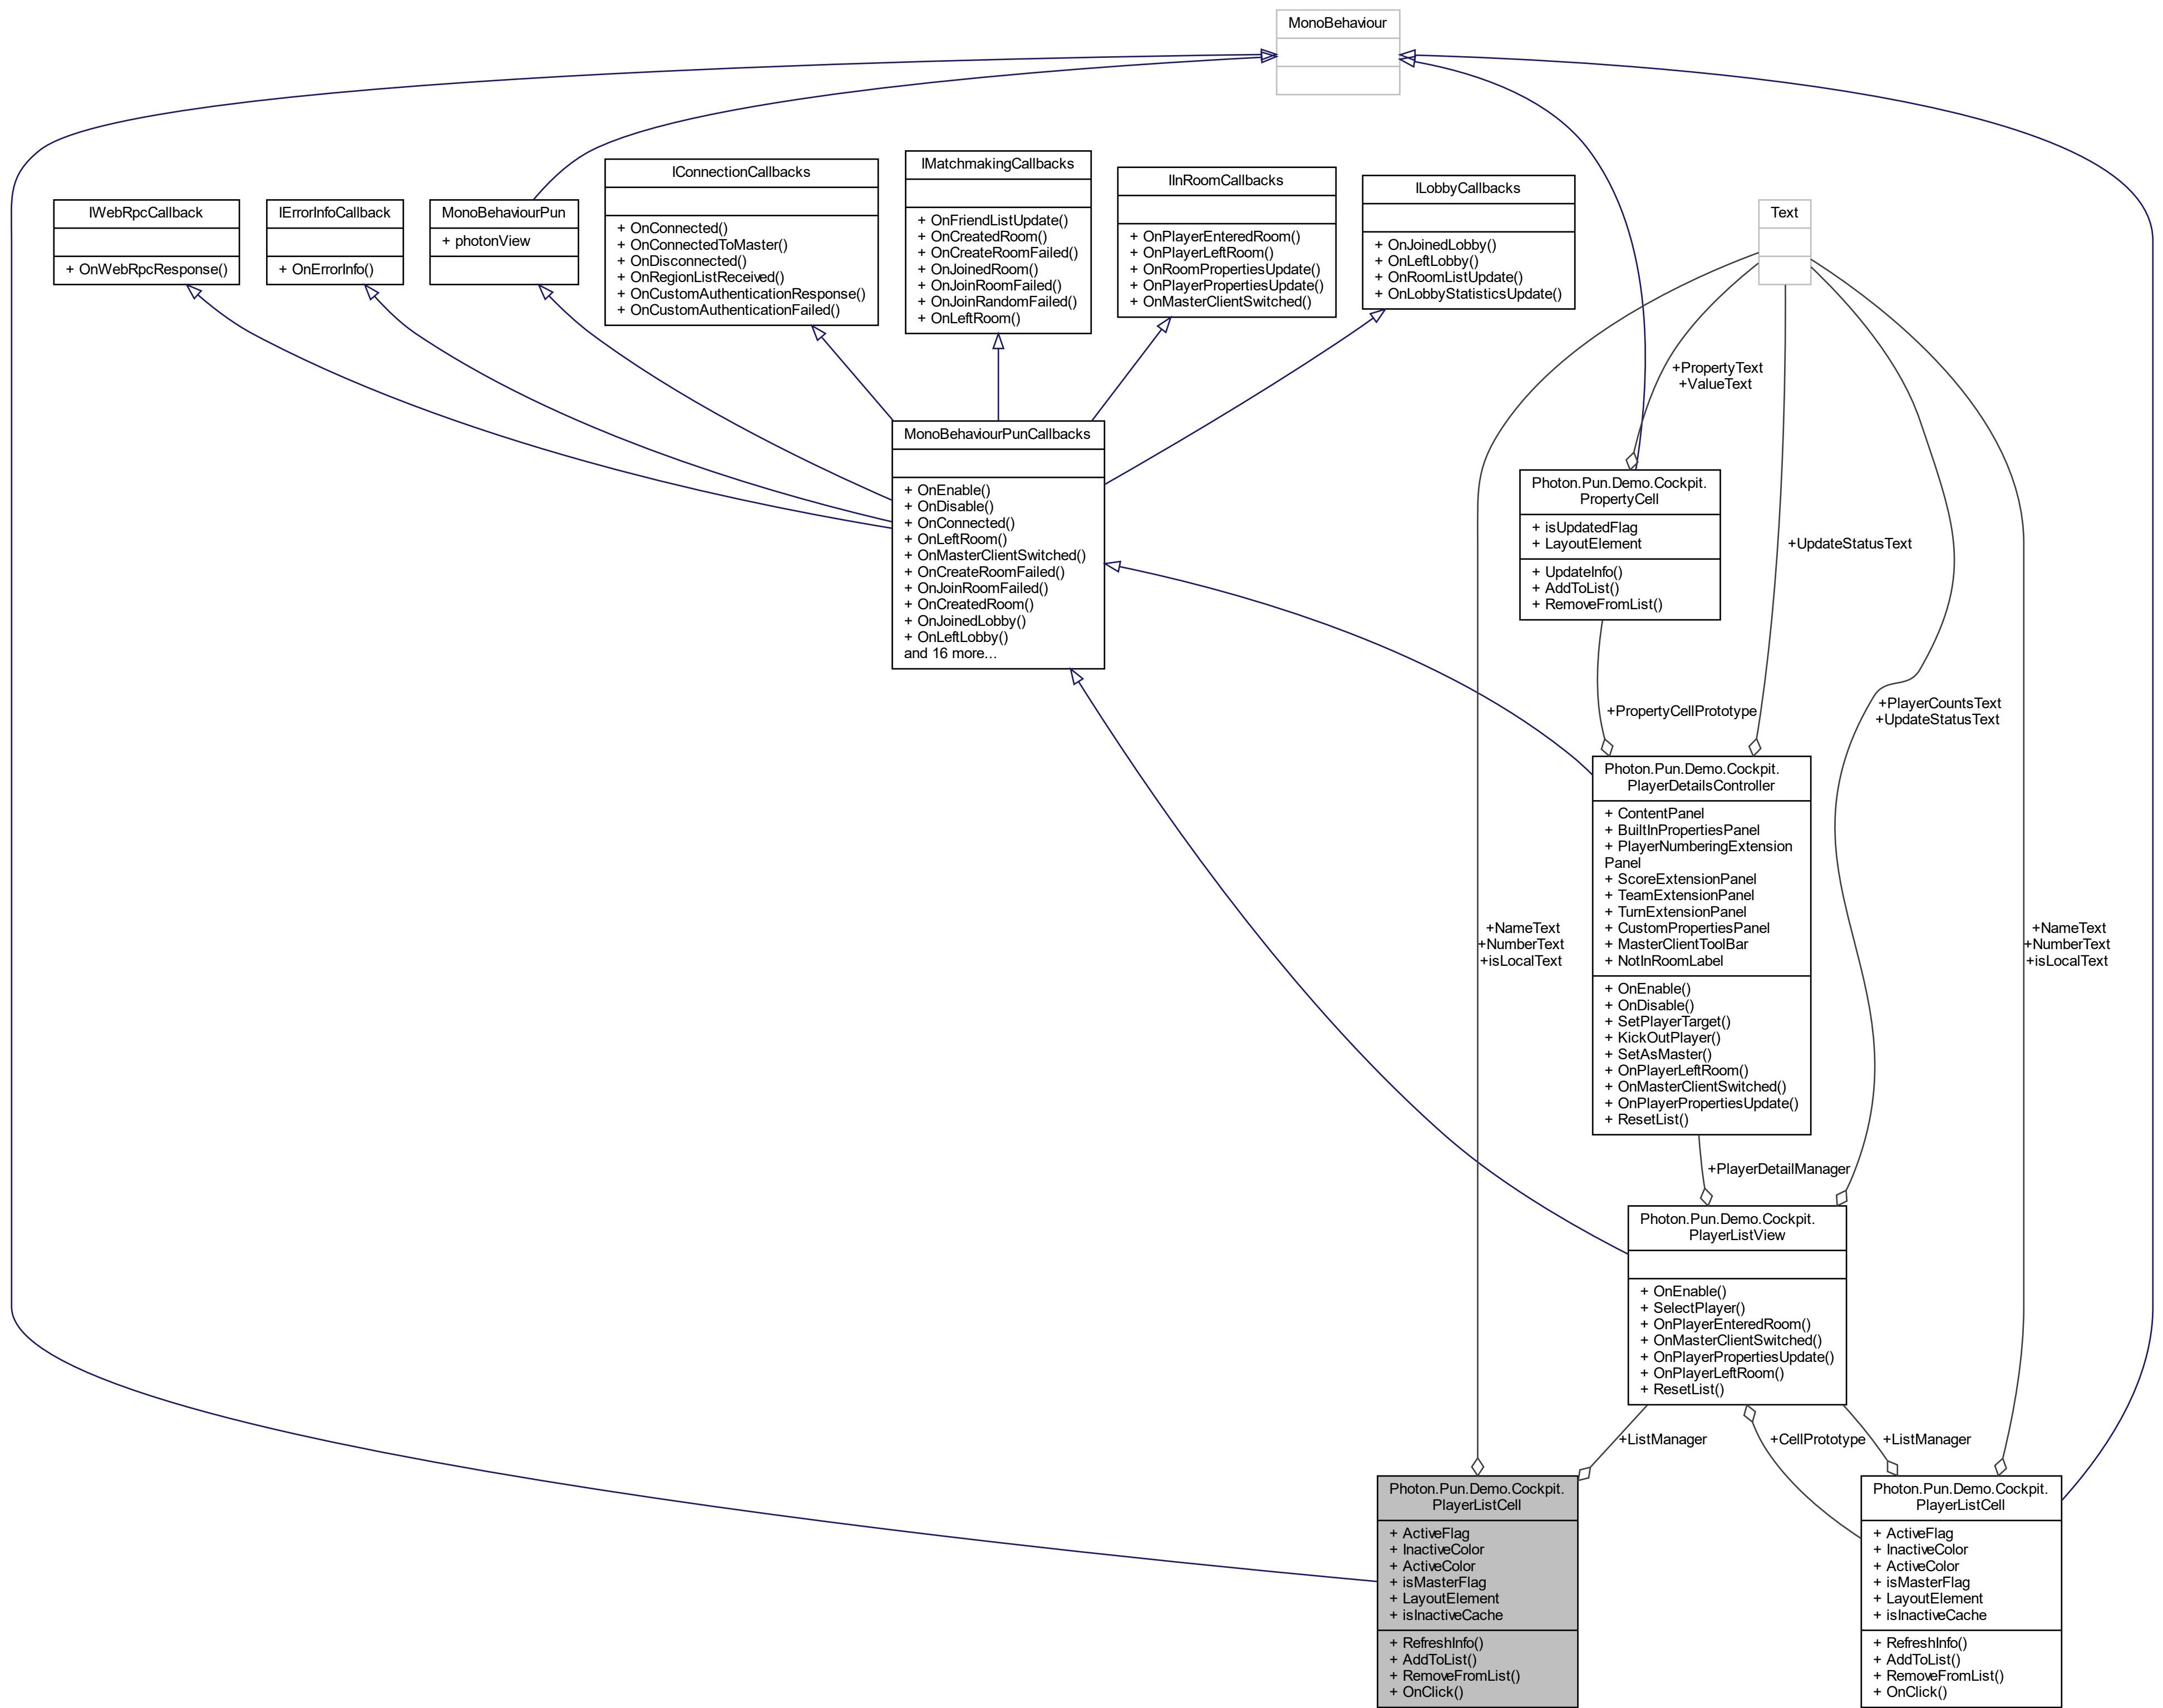 MonoBehaviour
IWebRpcCallback
+ OnWebRpcResponse()
IErrorInfoCallback
+ OnErrorInfo()
MonoBehaviourPun
+ photonView
IConnectionCallbacks
+ OnConnected()
+ OnConnectedToMaster()
+ OnDisconnected()
+ OnRegionListReceived()
+ OnCustomAuthenticationResponse()
+ OnCustomAuthenticationFailed()
IMatchmakingCallbacks
+ OnFriendListUpdate()
+ OnCreatedRoom()
+ OnCreateRoomFailed()
+ OnJoinedRoom()
+ OnJoinRoomFailed()
+ OnJoinRandomFailed()
+ OnLeftRoom()
IInRoomCallbacks
+ OnPlayerEnteredRoom()
+ OnPlayerLeftRoom()
+ OnRoomPropertiesUpdate()
+ OnPlayerPropertiesUpdate()
+ OnMasterClientSwitched()
ILobbyCallbacks
+ OnJoinedLobby()
+ OnLeftLobby()
+ OnRoomListUpdate()
+ OnLobbyStatisticsUpdate()
Text
+PropertyText
+ValueText
MonoBehaviourPunCallbacks
+ OnEnable()
+ OnDisable()
+ OnConnected()
+ OnLeftRoom()
+ OnMasterClientSwitched()
+ OnCreateRoomFailed()
+ OnJoinRoomFailed()
+ OnCreatedRoom()
+ OnJoinedLobby()
+ OnLeftLobby()
and 16 more...
Photon.Pun.Demo.Cockpit.
PropertyCell
+ isUpdatedFlag
+ LayoutElement
+ UpdateInfo()
+ AddToList()
+ RemoveFromList()
+UpdateStatusText
+PropertyCellPrototype
+PlayerCountsText
+UpdateStatusText
Photon.Pun.Demo.Cockpit.
PlayerDetailsController
+ ContentPanel
+ BuiltInPropertiesPanel
+ PlayerNumberingExtension
Panel
+ ScoreExtensionPanel
+ TeamExtensionPanel
+ TurnExtensionPanel
+ CustomPropertiesPanel
+ MasterClientToolBar
+ NotInRoomLabel
+ OnEnable()
+ OnDisable()
+ SetPlayerTarget()
+ KickOutPlayer()
+ SetAsMaster()
+ OnPlayerLeftRoom()
+ OnMasterClientSwitched()
+ OnPlayerPropertiesUpdate()
+ ResetList()
+NameText
+NumberText
+isLocalText
+NameText
+NumberText
+isLocalText
+PlayerDetailManager
Photon.Pun.Demo.Cockpit.
PlayerListView
+ OnEnable()
+ SelectPlayer()
+ OnPlayerEnteredRoom()
+ OnMasterClientSwitched()
+ OnPlayerPropertiesUpdate()
+ OnPlayerLeftRoom()
+ ResetList()
+ListManager
+CellPrototype
+ListManager
Photon.Pun.Demo.Cockpit.
PlayerListCell
+ ActiveFlag
+ InactiveColor
+ ActiveColor
+ isMasterFlag
+ LayoutElement
+ isInactiveCache
+ RefreshInfo()
+ AddToList()
+ RemoveFromList()
+ OnClick()
Photon.Pun.Demo.Cockpit.
PlayerListCell
+ ActiveFlag
+ InactiveColor
+ ActiveColor
+ isMasterFlag
+ LayoutElement
+ isInactiveCache
+ RefreshInfo()
+ AddToList()
+ RemoveFromList()
+ OnClick()